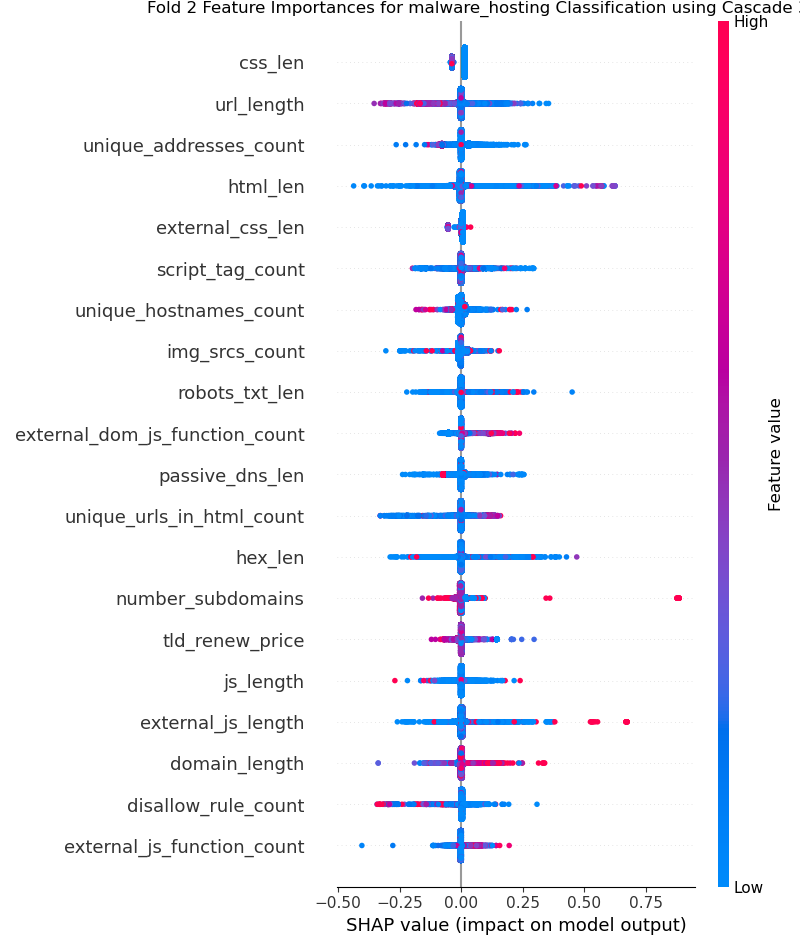 Fold 2 Feature Importances for malware_hosting Classification using Cascade
High
css_len
url_length
unique_addresses_count
html_len
external_css_len
script_tag_count
unique_hostnames_count
img_srcs_count
robots_txt_len
external_dom_js_function_count
passive_dns_len
unique_urls_in_html_count
hex_len
number_subdomains
tld_renew_price
js_length
external_js_length
domain_length
disallow_rule_count
external_js_function_count
Feature value
Low
−0.50 −0.25 0.00 0.25 0.50 0.75
SHAP value (impact on model output)